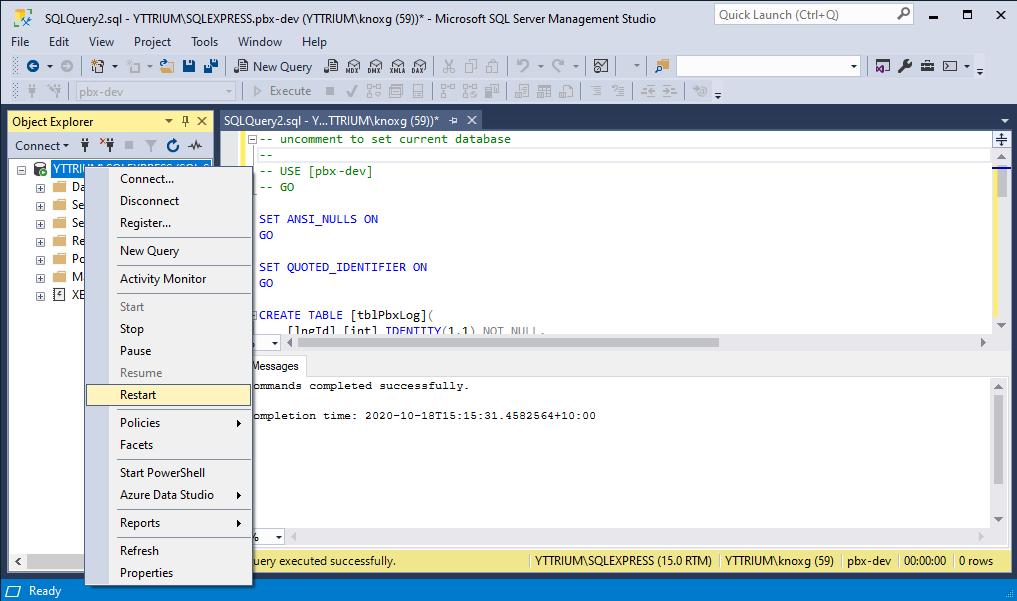 SQLQuery2.sql - YTTRIUM\SQLEXPRESS.pbx-dev (YTTRIUM\knoxg (59))* - Microsoft SQL Server Management Studio
Quick Launch (Ctrl+Q)
File Edit View Project Tools Window Help
New Query
MDX DMX XMLA DAX
pbx-dev
Execute
Object Explorer
SQLQuery2.sql - Y...TTRIUM\knoxg (59))*
Connect
YTTRIUM\SQLEXPRESS (SQL S
Da
Se
Se
Re
Po
M
XE
Connect...
Disconnect
Register...
New Query
Activity Monitor
Start
Stop
Pause
Resume
Restart
Policies
Facets
Start PowerShell
Azure Data Studio
Reports
Refresh
Properties
-- uncomment to set current database
--
-- USE [pbx-dev]
-- GO
SET ANSI_NULLS ON
GO
SET QUOTED_IDENTIFIER ON
GO
CREATE TABLE [tblPbxLog](
[lngId] [int] IDENTITY(1,1) NOT NULL,
Messages
ommands completed successfully.
ompletion time: 2020-10-18T15:15:31.4582564+10:00
%
uery executed successfully.
YTTRIUM\SQLEXPRESS (15.0 RTM)
YTTRIUM\knoxg (59)
pbx-dev
00:00:00
0 rows
Ready